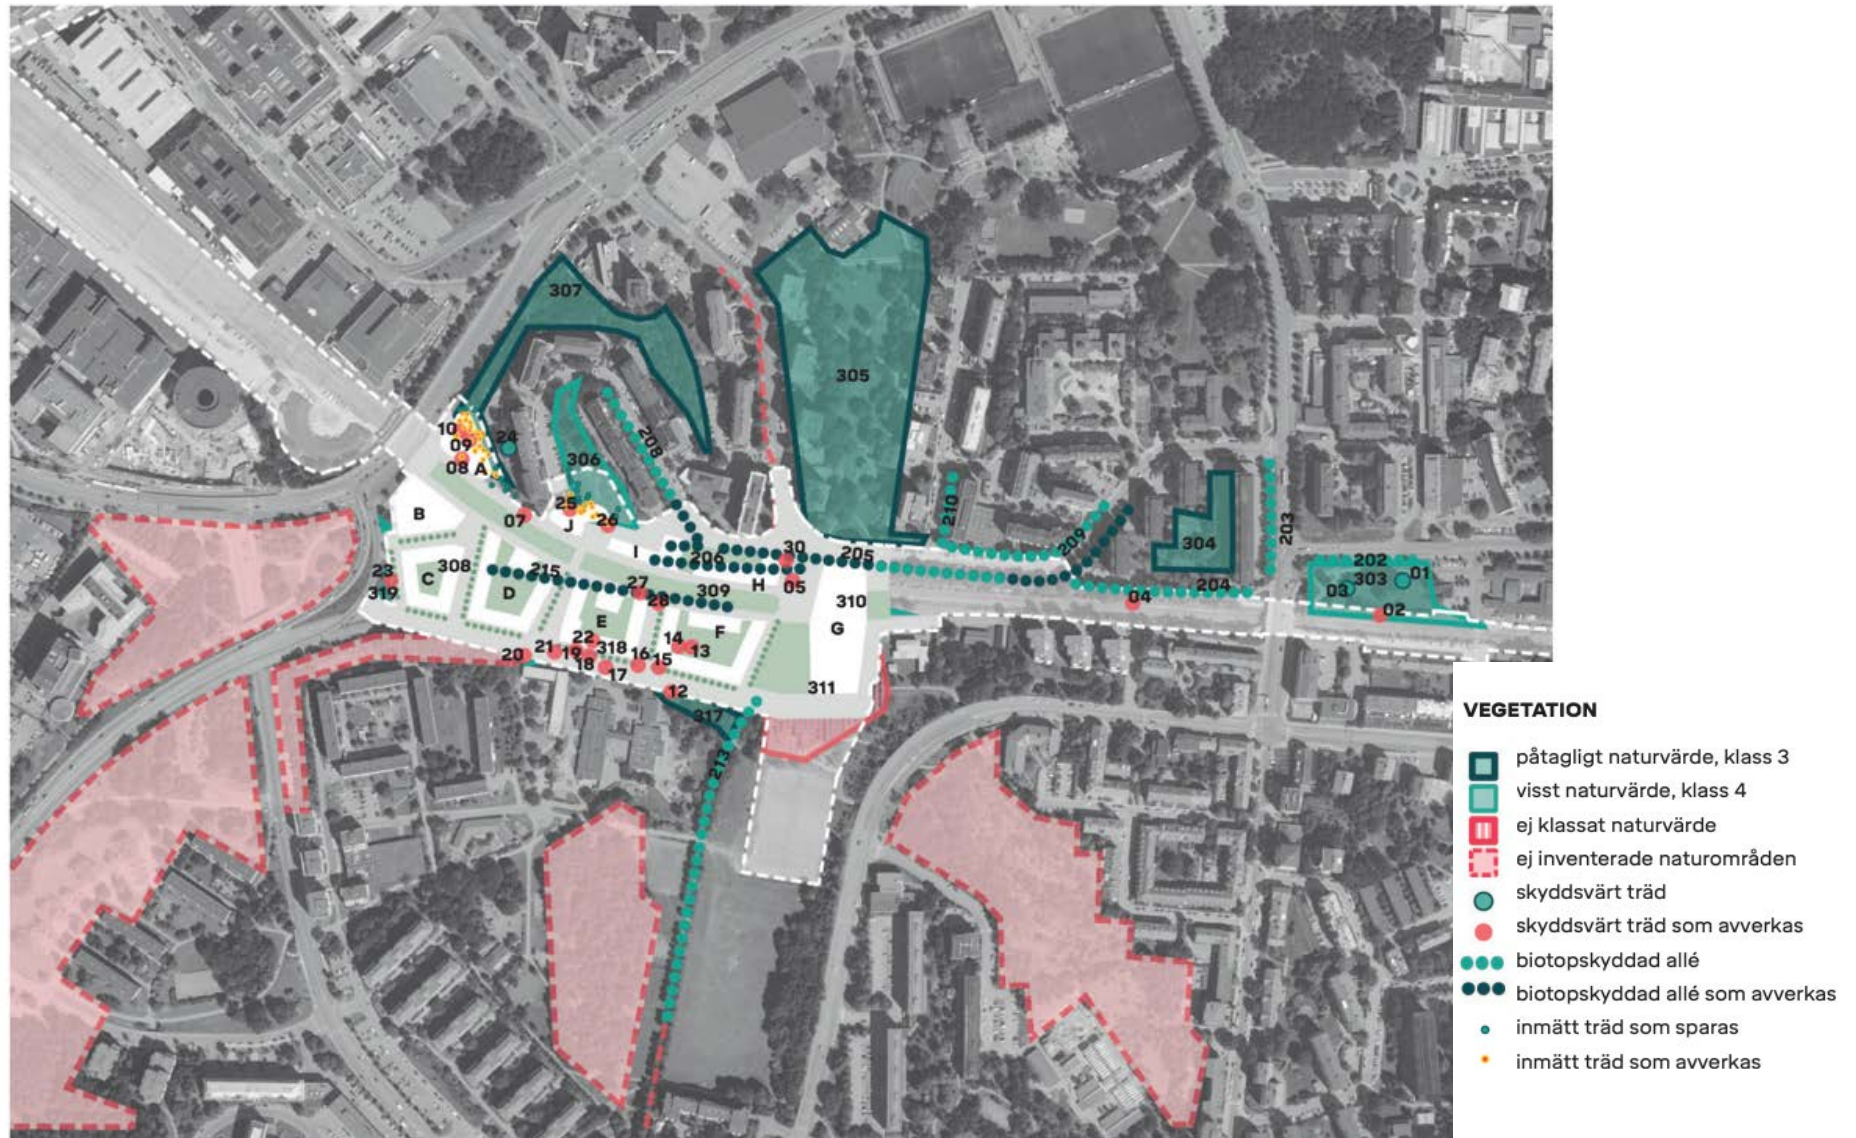 307
305
10
24
09
208
08
A
306
25
B
07
J
26
210
209
203
304
I
206
30
205
202
01
303
03
23
C
308
215
27
309
H
05
204
319
D
28
310
04
02
E
F
G
22
14
21
19
318
16
13
20
18
15
17
12
311
317
213
VEGETATION
påtagligt naturvärde, klass 3
visst naturvärde, klass 4
ej klassat naturvärde
ej inventerade naturområden
skyddsvärt träd
skyddsvärt träd som avverkas
biotopskyddad allé
biotopskyddad allé som avverkas
inmätt träd som sparas
inmätt träd som avverkas